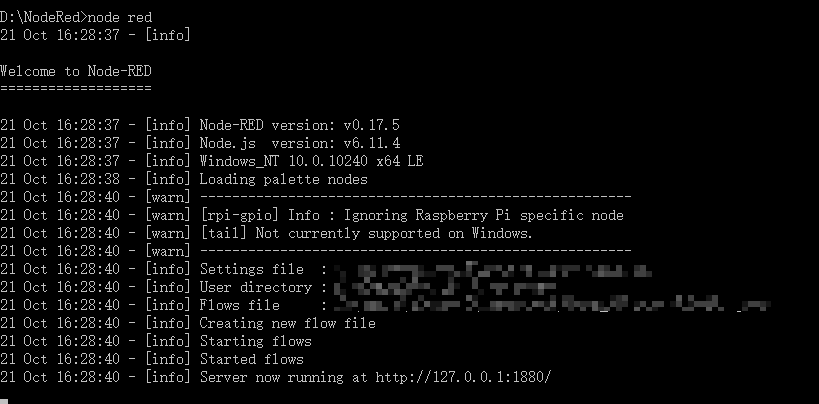 D:\NodeRed>node red
21 Oct 16:28:37 - [info]
Welcome to Node-RED
===================
21 Oct 16:28:37 - [info] Node-RED version: v0.17.5
21 Oct 16:28:37 - [info] Node.js  version: v6.11.4
21 Oct 16:28:37 - [info] Windows_NT 10.0.10240 x64 LE
21 Oct 16:28:38 - [info] Loading palette nodes
21 Oct 16:28:40 - [warn] ------------------------------------------------------
21 Oct 16:28:40 - [warn] [rpi-gpio] Info : Ignoring Raspberry Pi specific node
21 Oct 16:28:40 - [warn] [tail] Not currently supported on Windows.
21 Oct 16:28:40 - [warn] ------------------------------------------------------
21 Oct 16:28:40 - [info] Settings file  :
21 Oct 16:28:40 - [info] User directory :
21 Oct 16:28:40 - [info] Flows file     :
21 Oct 16:28:40 - [info] Creating new flow file
21 Oct 16:28:40 - [info] Starting flows
21 Oct 16:28:40 - [info] Started flows
21 Oct 16:28:40 - [info] Server now running at http://127.0.0.1:1880/